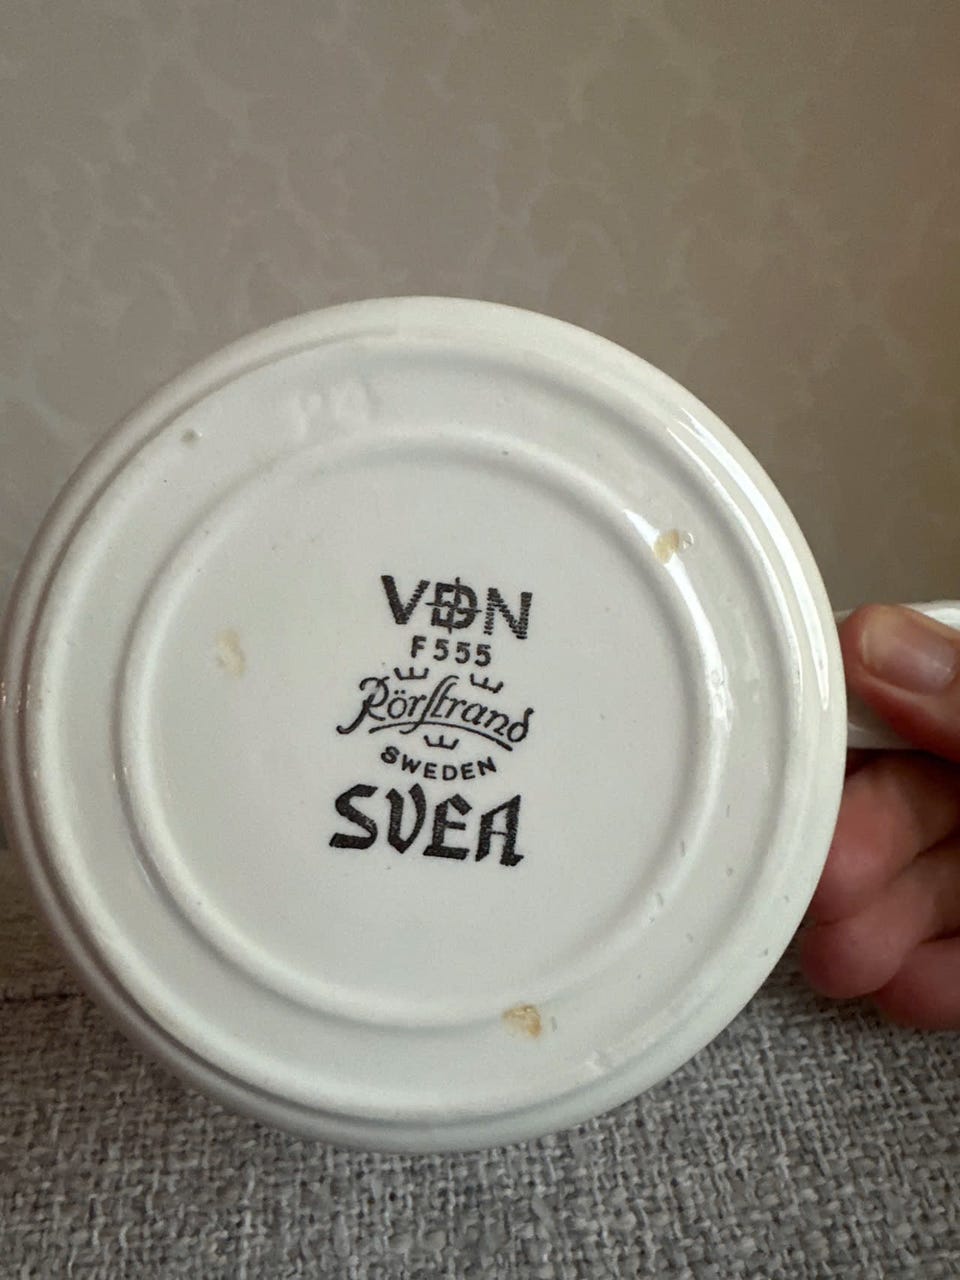 VDN
F555
Rörstrand
SWEDEN
SVEA